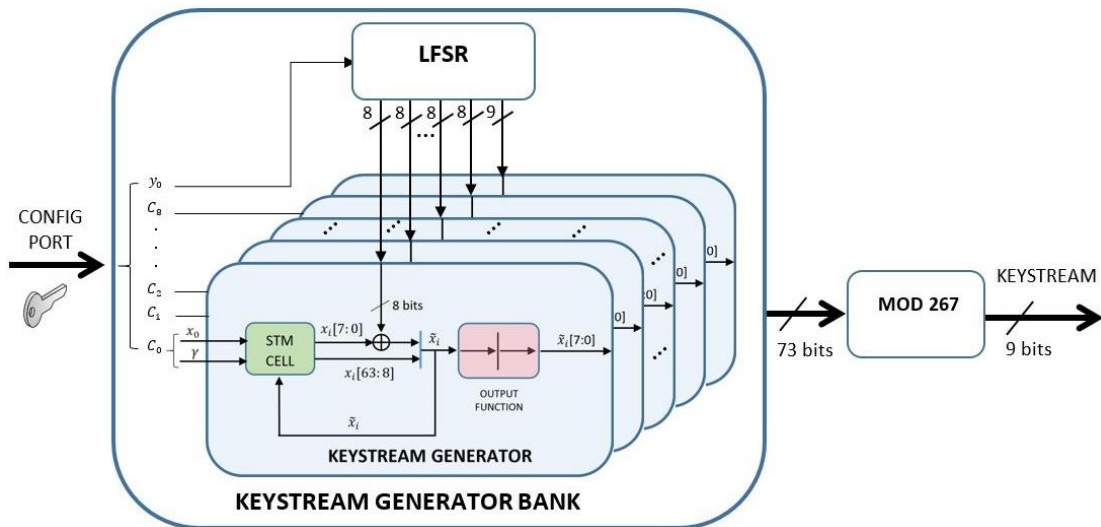 LFSR
8 8 8 8 9
...
y₀
C₈
.
.
.
C₂
C₁
C₀
CONFIG
PORT
8 bits
x₀
γ
STM
CELL
xᵢ[7: 0]
xᵢ[63: 8]
x̃ᵢ
x̃ᵢ
OUTPUT
FUNCTION
x̃ᵢ[7:0]
0]
:0]
0]
0]
KEYSTREAM GENERATOR
KEYSTREAM GENERATOR BANK
73 bits
MOD 267
KEYSTREAM
9 bits